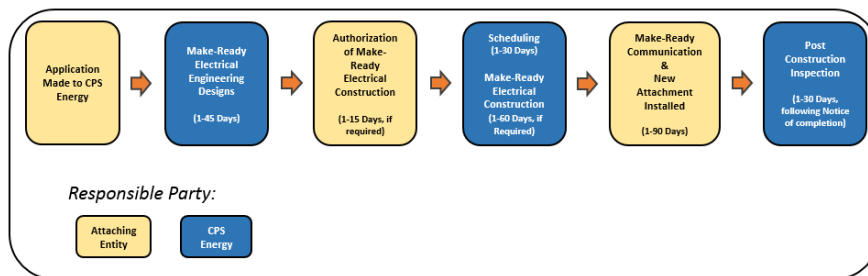 Application
Made to CPS
Energy
Make-Ready
Electrical
Engineering
Designs
(1-45 Days)
Authorization
of Make-
Ready
Electrical
Construction
(1-15 Days, if
required)
Scheduling
(1-30 Days)
Make-Ready
Electrical
Construction
(1-60 Days, if
Required)
Make-Ready
Communication
&
New
Attachment
Installed
(1-90 Days)
Post
Construction
Inspection
(1-30 Days,
following Notice
of completion)
Responsible Party:
Attaching
Entity
CPS
Energy